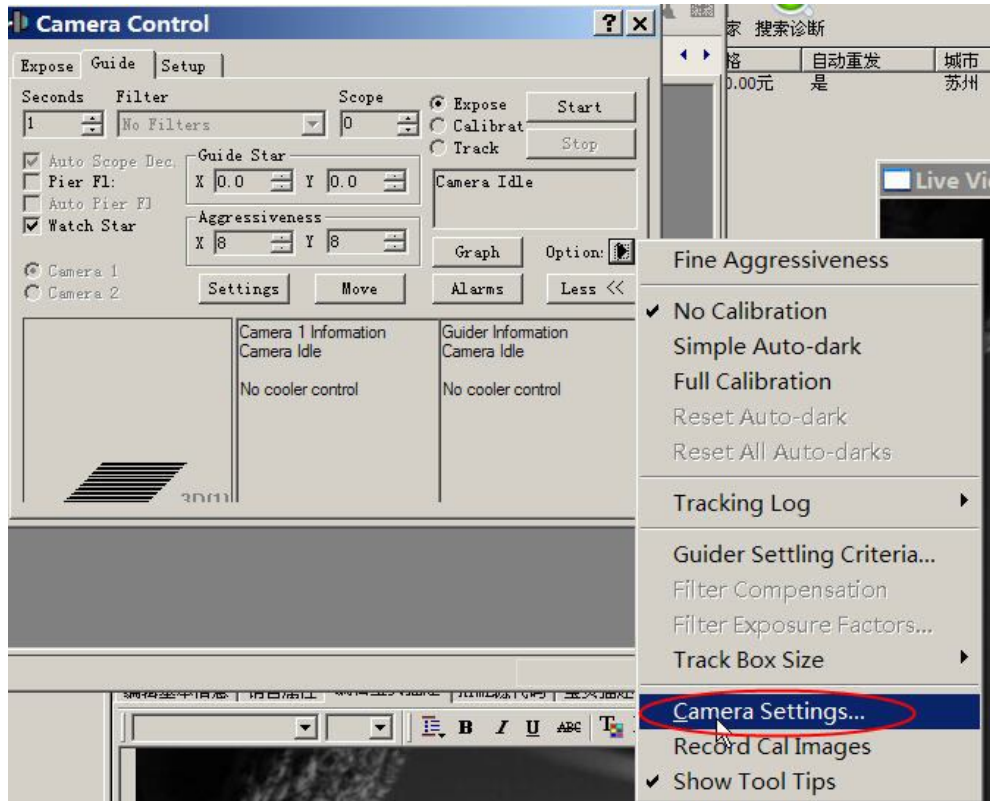 Camera Control
家 搜索诊断
Expose Guide Setup
格 自动重发 城市
0.00元 是 苏州
Seconds Filter Scope
1 No Filters 0
Expose Start
Calibrat
Track Stop
Auto Scope Dec.
Pier Fl:
Auto Pier Fl
Watch Star
Guide Star
X 0.0 Y 0.0
Camera Idle
Aggressiveness
X 8 Y 8
Graph Option:
Camera 1
Camera 2
Settings Move Alarms Less <<
Live Vi
Camera 1 Information
Camera Idle
No cooler control
Guider Information
Camera Idle
No cooler control
Fine Aggressiveness
No Calibration
Simple Auto-dark
Full Calibration
Reset Auto-dark
Reset All Auto-darks
Tracking Log
Guider Settling Criteria...
Filter Compensation
Filter Exposure Factors...
Track Box Size
Camera Settings...
Record Cal Images
Show Tool Tips
B I U ABC T